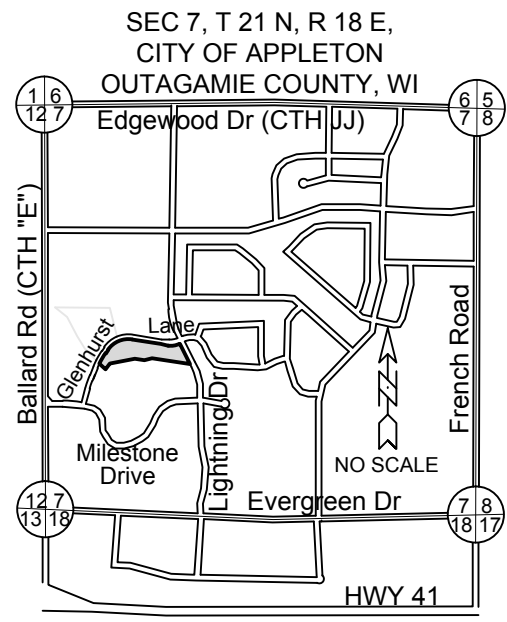 SEC 7, T 21 N, R 18 E,
CITY OF APPLETON
OUTAGAMIE COUNTY, WI
1 6
12 7
6 5
7 8
Edgewood Dr (CTH JJ)
Ballard Rd (CTH "E")
Glenhurst
Lane
French Road
Lightning Dr
Milestone
Drive
N
NO SCALE
12 7
13 18
Evergreen Dr
7 8
18 17
HWY 41